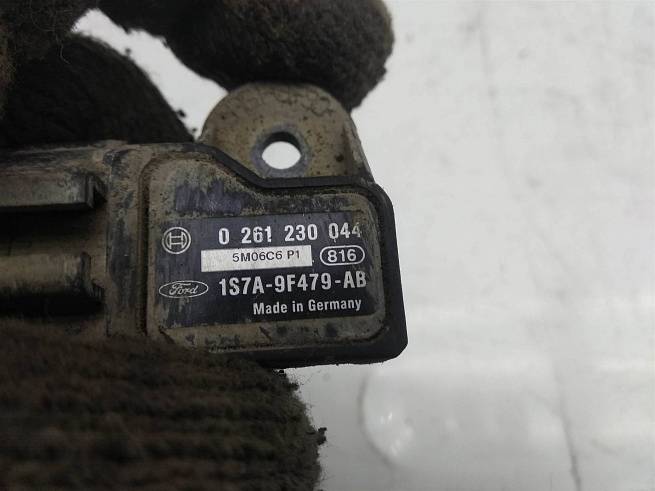 0 261 230 044
5M06C6 P1 816
Ford 1S7A-9F479-AB
Made in Germany